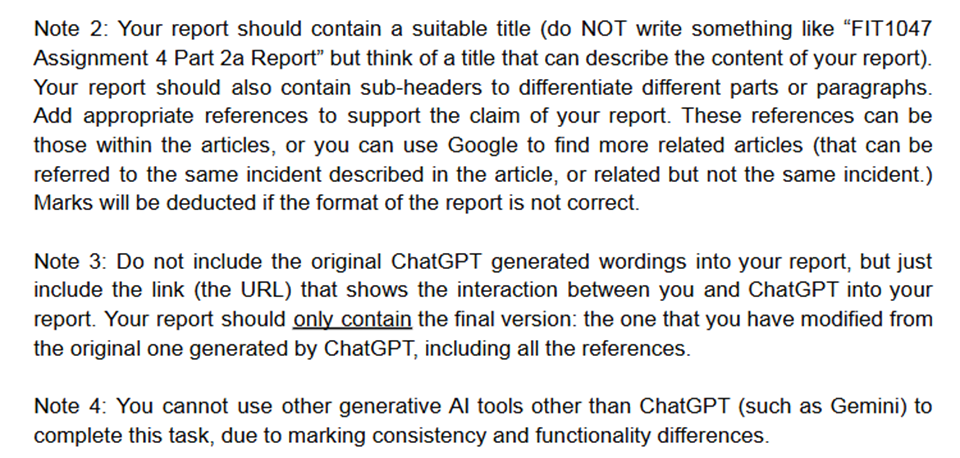 Note 2: Your report should contain a suitable title (do NOT write something like “FIT1047
Assignment 4 Part 2a Report” but think of a title that can describe the content of your report).
Your report should also contain sub-headers to differentiate different parts or paragraphs.
Add appropriate references to support the claim of your report. These references can be
those within the articles, or you can use Google to find more related articles (that can be
referred to the same incident described in the article, or related but not the same incident.)
Marks will be deducted if the format of the report is not correct.
Note 3: Do not include the original ChatGPT generated wordings into your report, but just
include the link (the URL) that shows the interaction between you and ChatGPT into your
report. Your report should only contain the final version: the one that you have modified from
the original one generated by ChatGPT, including all the references.
Note 4: You cannot use other generative AI tools other than ChatGPT (such as Gemini) to
complete this task, due to marking consistency and functionality differences.